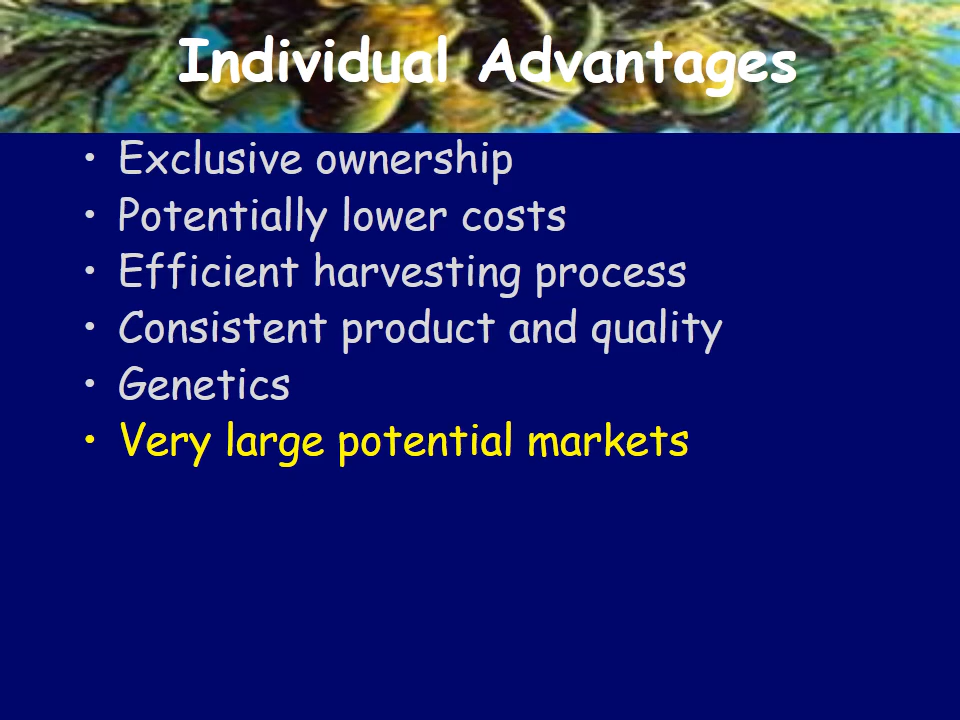 Individual Advantages
• Exclusive ownership
• Potentially lower costs
• Efficient harvesting process
• Consistent product and quality
• Genetics
• Very large potential markets